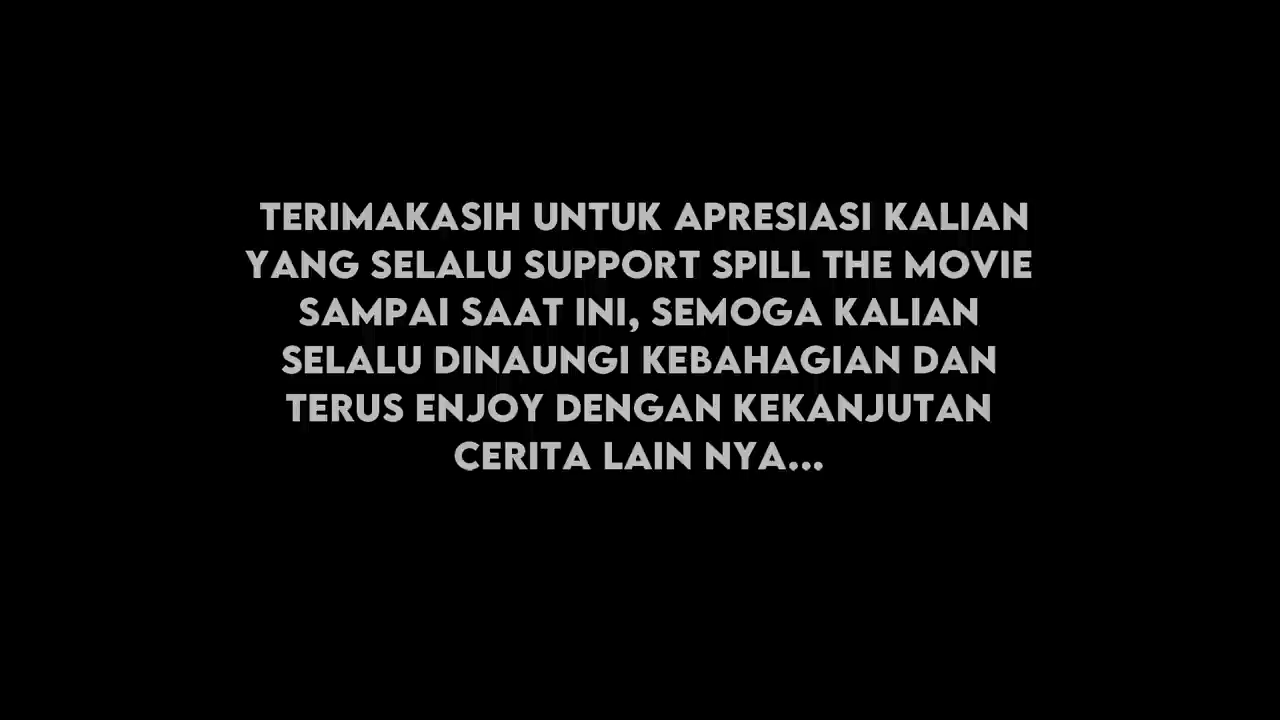 TERIMAKASIH UNTUK APRESIASI KALIAN
YANG SELALU SUPPORT SPILL THE MOVIE
SAMPAI SAAT INI, SEMOGA KALIAN
SELALU DINAUNGI KEBAHAGIAN DAN
TERUS ENJOY DENGAN KEKANJUTAN
CERITA LAIN NYA...